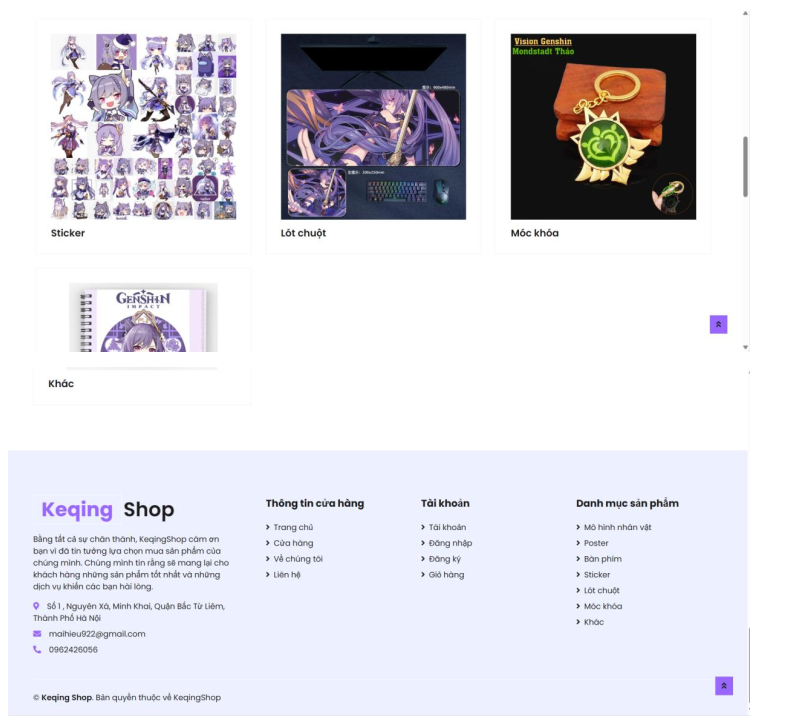 Vision Genshin
Mondstadt Thảo
Sticker
Lót chuột
Móc khóa
GENSHIN
IMPACT
Khác
Keqing Shop
Bằng tất cả sự chân thành, KeqingShop cảm ơn
bạn vì đã tin tưởng lựa chọn mua sản phẩm của
chúng mình. Chúng mình tin rằng sẽ mang lại cho
khách hàng những sản phẩm tốt nhất và những
dịch vụ khiến các bạn hài lòng.
Số 1 , Nguyên Xá, Minh Khai, Quận Bắc Từ Liêm,
Thành Phố Hà Nội
maihieu922@gmail.com
0962426056
Thông tin cửa hàng
Trang chủ
Cửa hàng
Về chúng tôi
Liên hệ
Tài khoản
Tài khoản
Đăng nhập
Đăng ký
Giỏ hàng
Danh mục sản phẩm
Mô hình nhân vật
Poster
Bàn phím
Sticker
Lót chuột
Móc khóa
Khác
© Keqing Shop. Bản quyền thuộc về KeqingShop